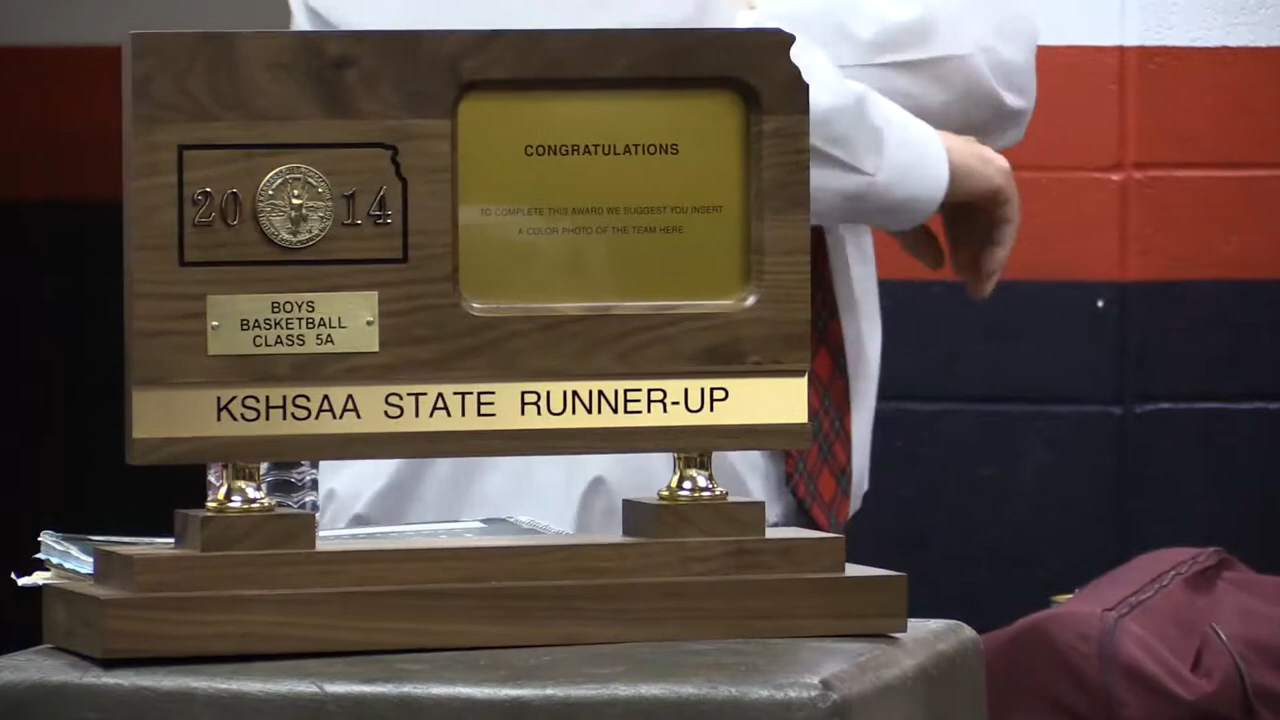 2014
BOYS
BASKETBALL
CLASS 5A
CONGRATULATIONS
TO COMPLETE THIS AWARD WE SUGGEST YOU INSERT
A COLOR PHOTO OF THE TEAM HERE
KSHSAA STATE RUNNER-UP